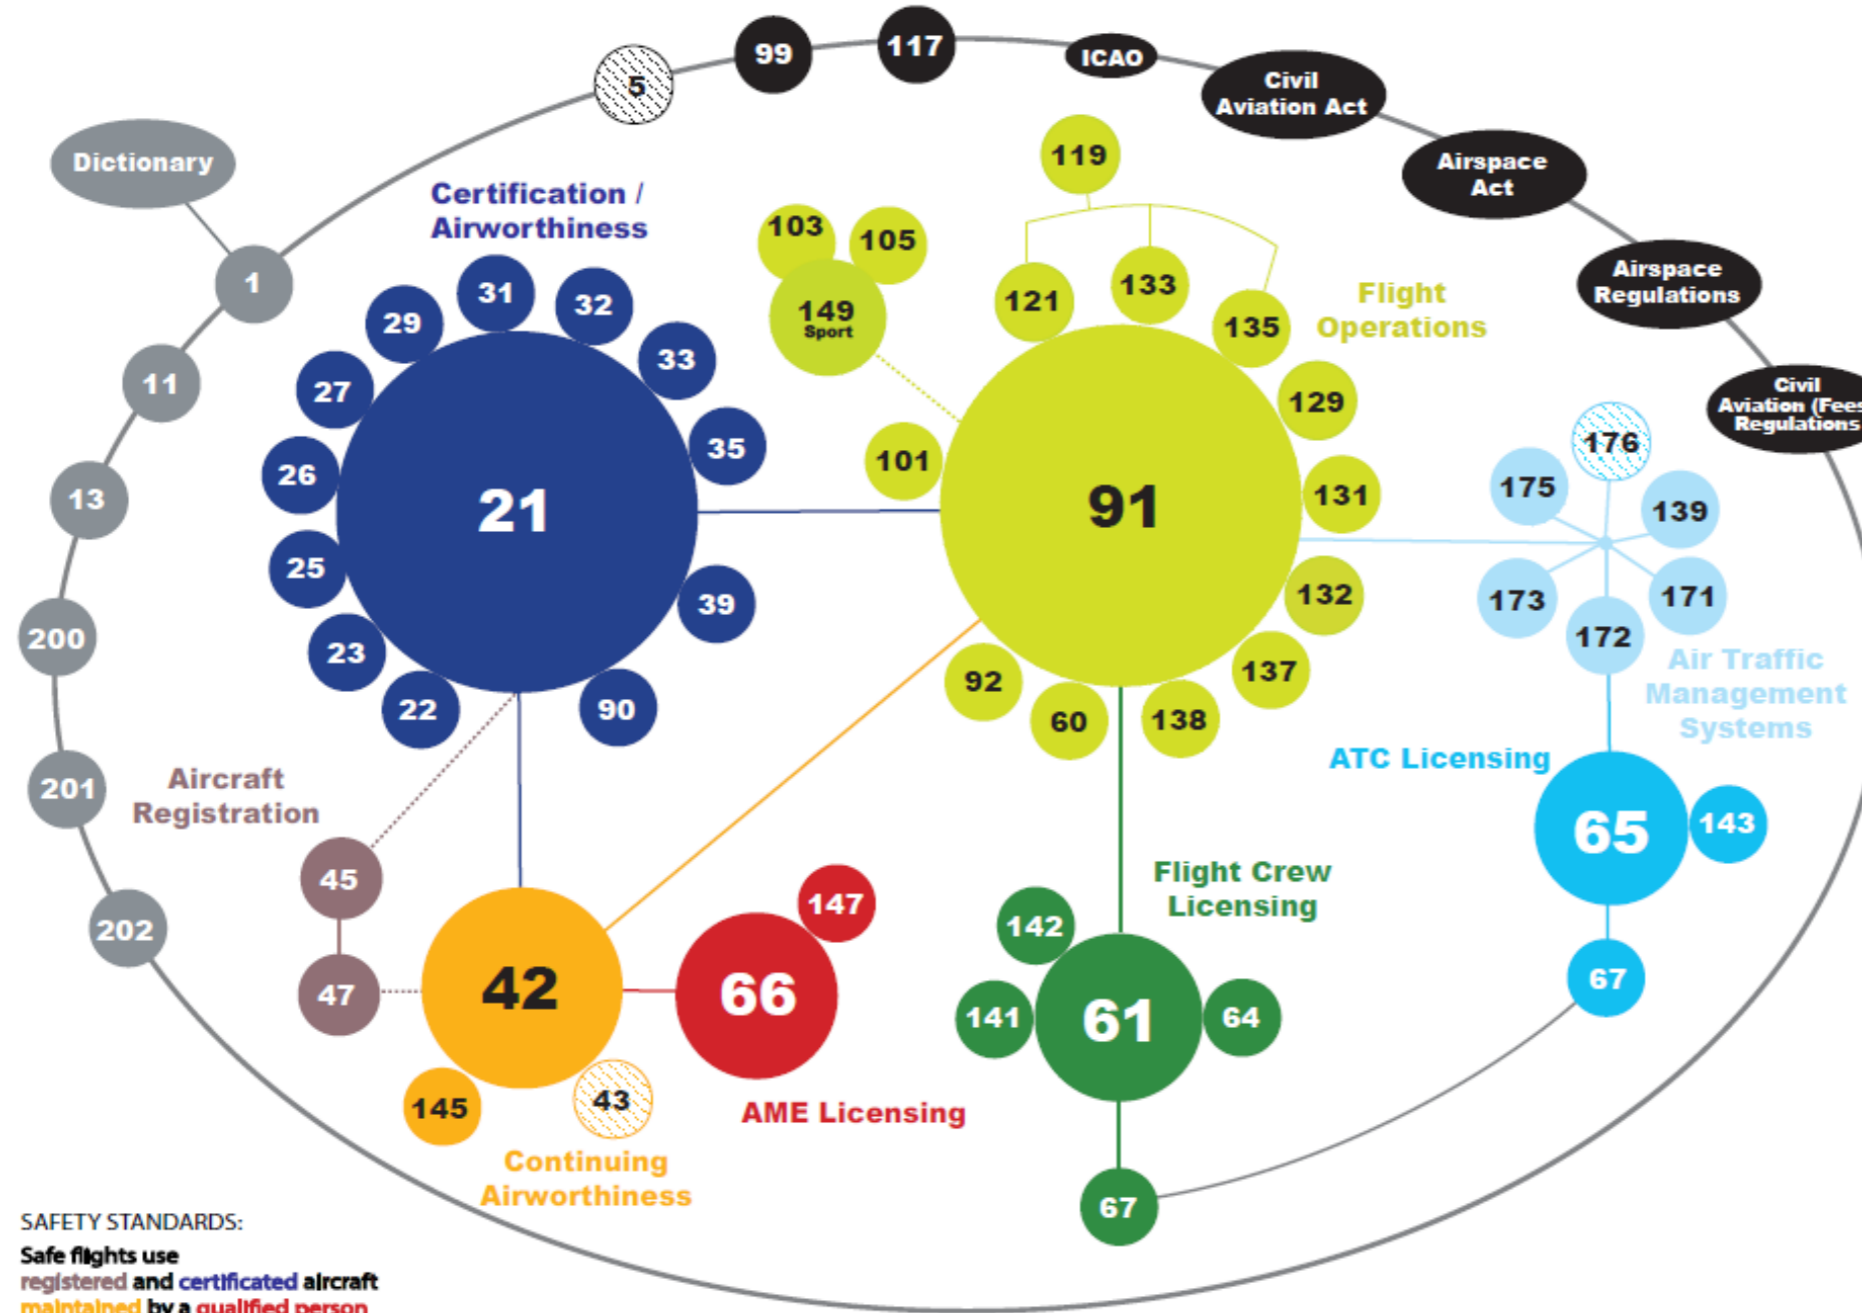 5
99
117
ICAO
Civil
Aviation Act
Airspace
Act
Airspace
Regulations
Civil
Aviation (Fees
Regulations
Dictionary
1
11
13
200
201
202
Certification /
Airworthiness
21
31
32
33
35
39
90
22
23
25
26
27
29
103
105
149
Sport
119
121
133
135
Flight
Operations
129
131
132
137
138
60
92
101
91
176
175
139
173
171
172
Air Traffic
Management
Systems
ATC Licensing
65
143
67
Aircraft
Registration
45
47
42
145
43
Continuing
Airworthiness
66
147
AME Licensing
Flight Crew
Licensing
142
141
61
64
67
SAFETY STANDARDS:
Safe flights use
registered and certificated aircraft
maintained by a qualified person